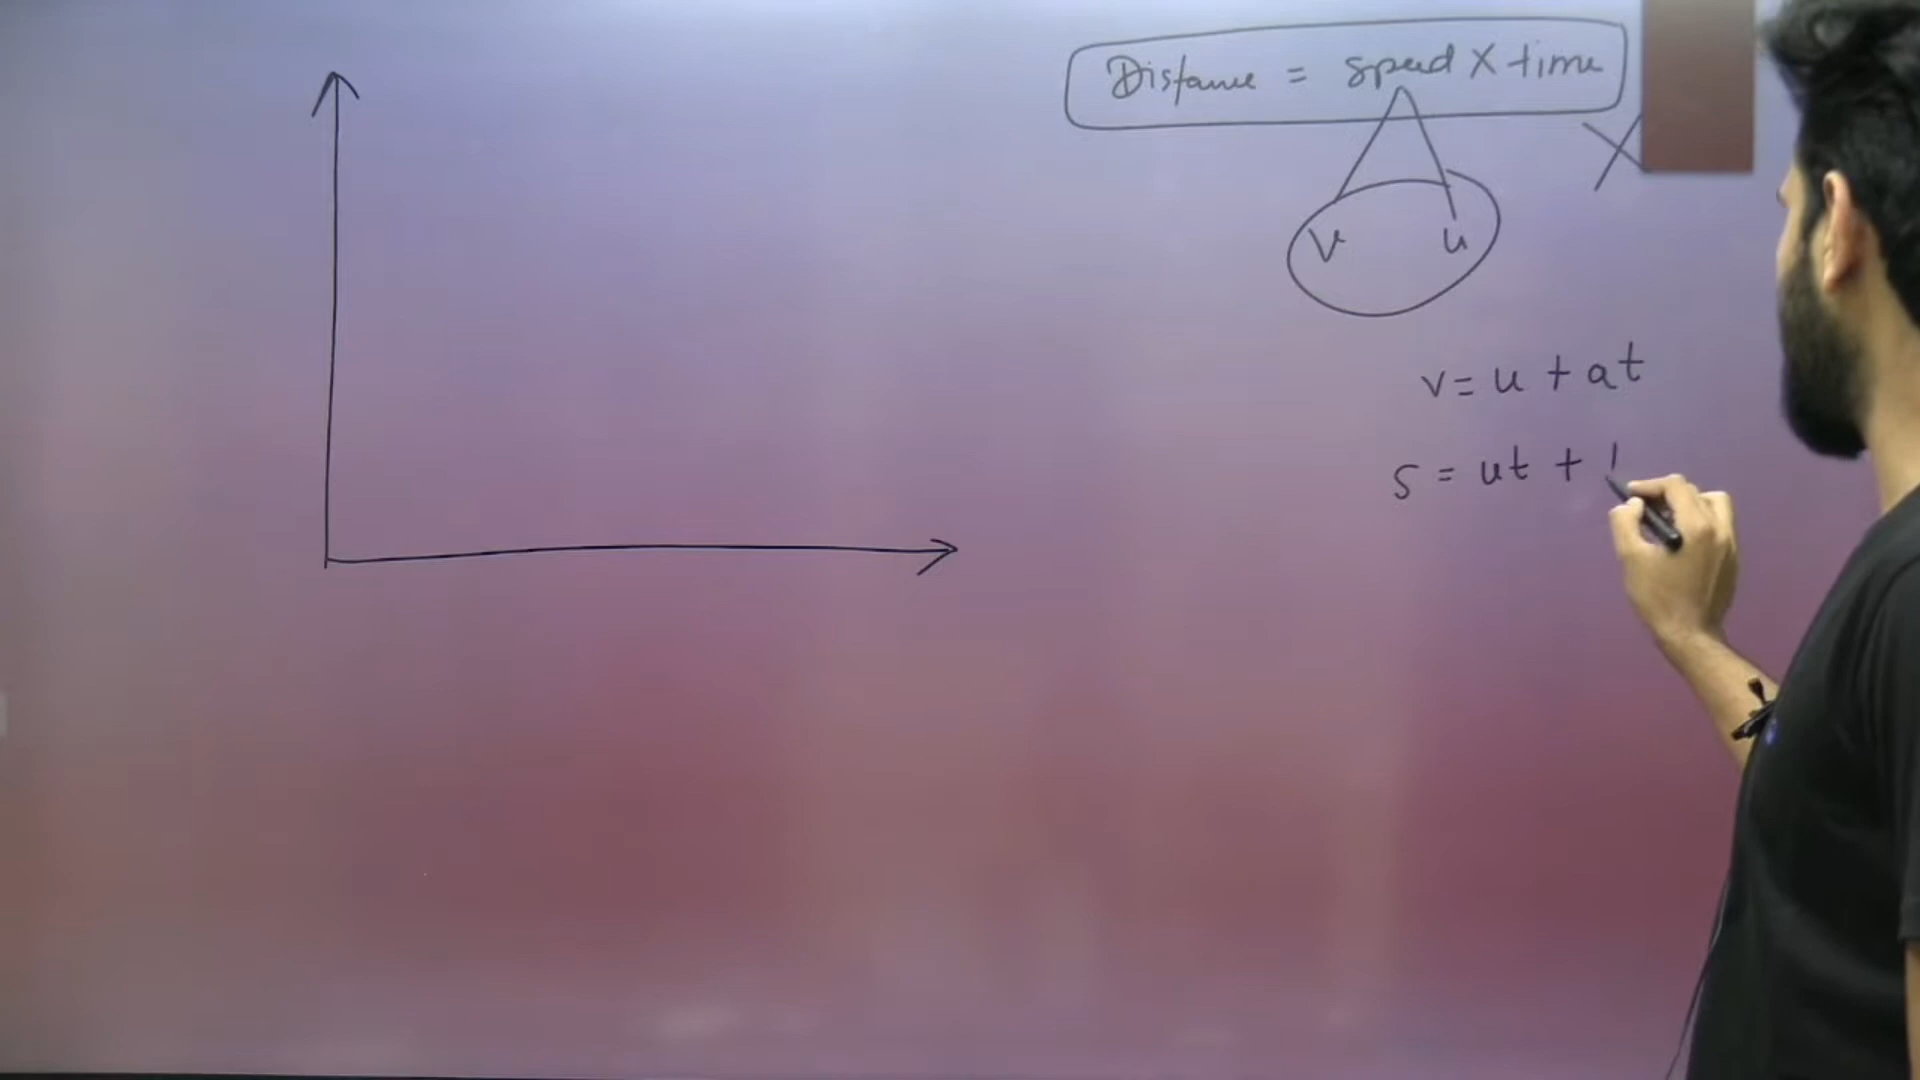 Distance = speed X time
X
v u
v = u + at
s = ut + 1